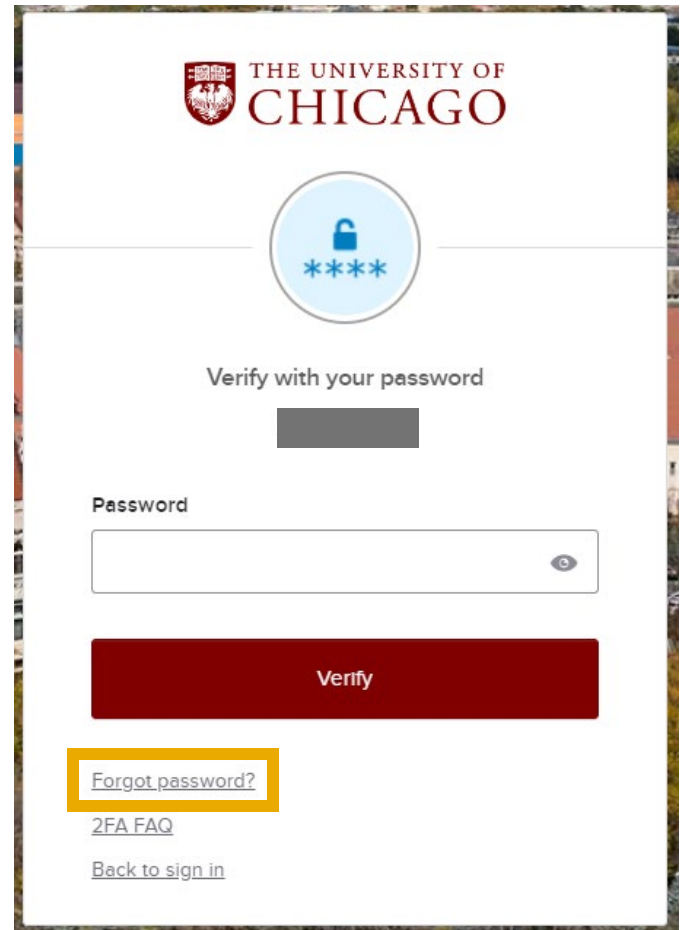 THE UNIVERSITY OF
CHICAGO
****
Verify with your password
Password
Verify
Forgot password?
2FA FAQ
Back to sign in